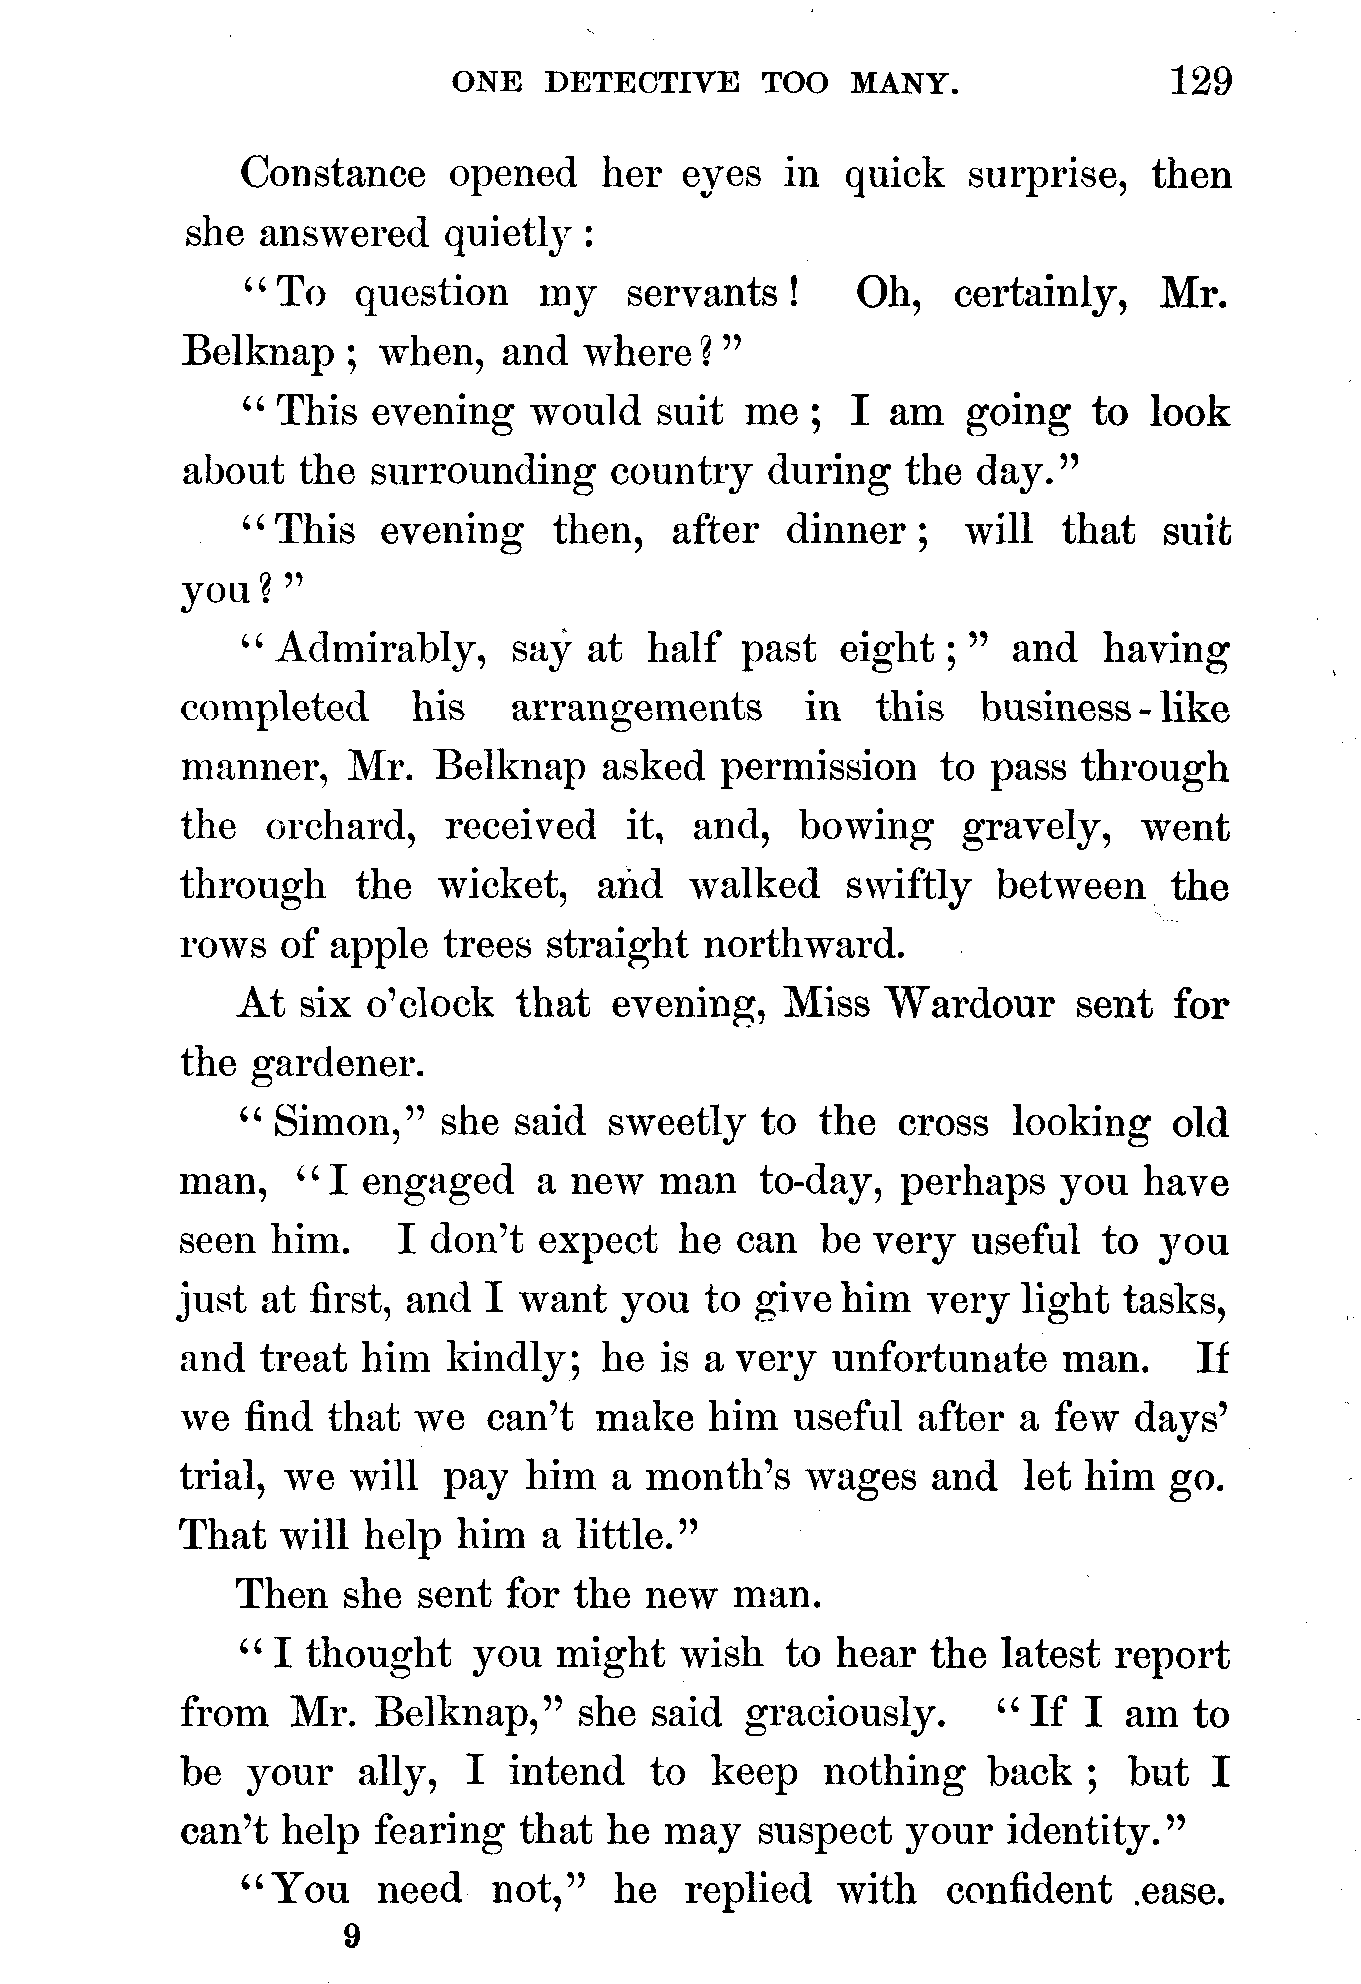 ONE DETECTIVE TOO MANY. 129
Constance opened her eyes in quick surprise, then
she answered quietly :
“To question my servants ! Oh, certainly, Mr.
Belknap ; when, and where ? ”
“ This evening would suit me ; I am going to look
about the surrounding country during the day.”
“This evening then, after dinner ; will that suit
you ? ”
“ Admirably, say at half past eight ; ” and having
completed his arrangements in this business-like
manner, Mr. Belknap asked permission to pass through
the orchard, received it, and, bowing gravely, went
through the wicket, and walked swiftly between the
rows of apple trees straight northward.
At six o’clock that evening, Miss Wardour sent for
the gardener.
“ Simon,” she said sweetly to the cross looking old
man, “ I engaged a new man to-day, perhaps you have
seen him. I don’t expect he can be very useful to you
just at first, and I want you to give him very light tasks,
and treat him kindly; he is a very unfortunate man. If
we find that we can’t make him useful after a few days’
trial, we will pay him a month’s wages and let him go.
That will help him a little.”
Then she sent for the new man.
“ I thought you might wish to hear the latest report
from Mr. Belknap,” she said graciously. “ If I am to
be your ally, I intend to keep nothing back ; but I
can’t help fearing that he may suspect your identity.”
“You need not,” he replied with confident ease.
9